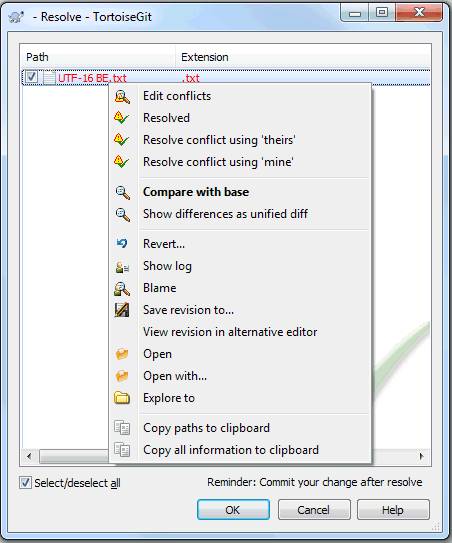 - Resolve - TortoiseGit
Path Extension
UTF-16 BE.txt .txt
Edit conflicts
Resolved
Resolve conflict using 'theirs'
Resolve conflict using 'mine'
Compare with base
Show differences as unified diff
Revert...
Show log
Blame
Save revision to...
View revision in alternative editor
Open
Open with...
Explore to
Copy paths to clipboard
Copy all information to clipboard
Select/deselect all Reminder: Commit your change after resolve
OK Cancel Help